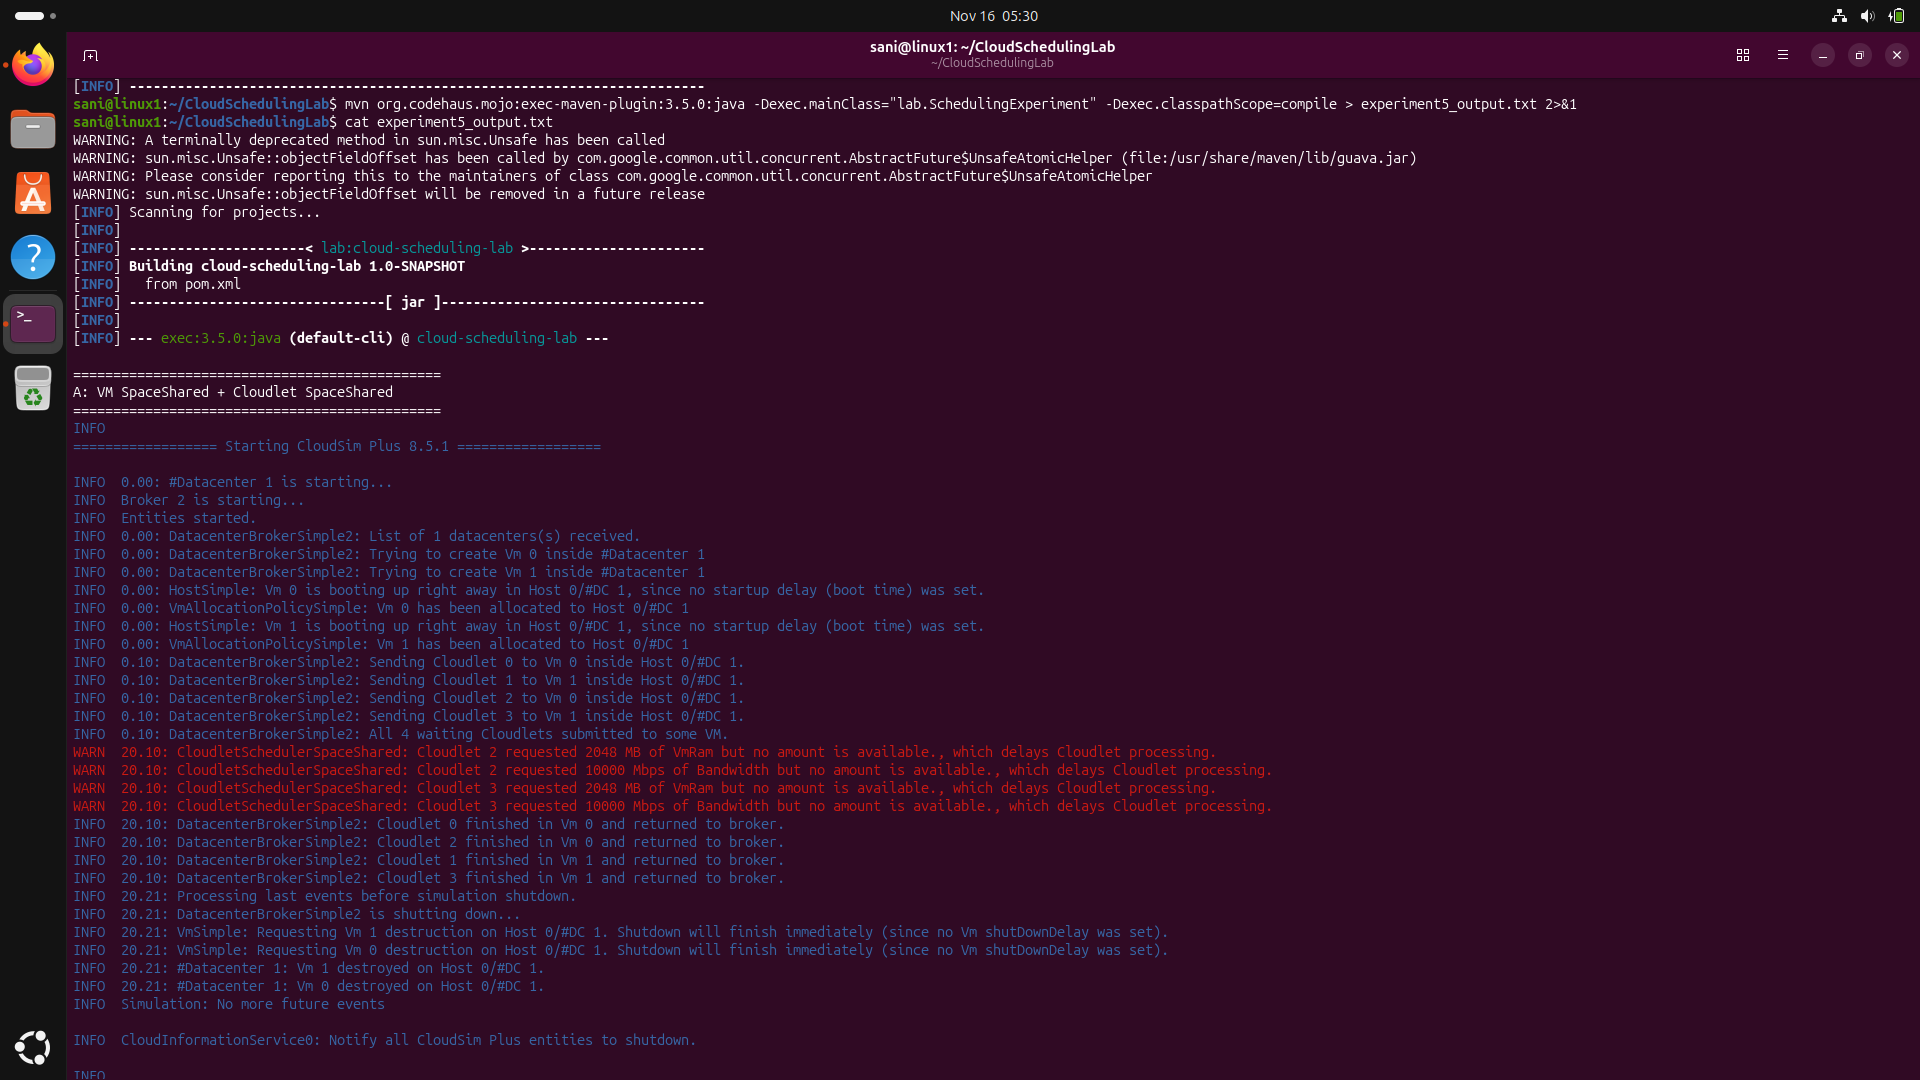 Nov 16 05:30
sani@linux1: ~/CloudSchedulingLab
~/CloudSchedulingLab
[INFO] ------------------------------------------------------------------------
sani@linux1:~/CloudSchedulingLab$ mvn org.codehaus.mojo:exec-maven-plugin:3.5.0:java -Dexec.mainClass="lab.SchedulingExperiment" -Dexec.classpathScope=compile > experiment5_output.txt 2>&1
sani@linux1:~/CloudSchedulingLab$ cat experiment5_output.txt
WARNING: A terminally deprecated method in sun.misc.Unsafe has been called
WARNING: sun.misc.Unsafe::objectFieldOffset has been called by com.google.common.util.concurrent.AbstractFuture$UnsafeAtomicHelper (file:/usr/share/maven/lib/guava.jar)
WARNING: Please consider reporting this to the maintainers of class com.google.common.util.concurrent.AbstractFuture$UnsafeAtomicHelper
WARNING: sun.misc.Unsafe::objectFieldOffset will be removed in a future release
[INFO] Scanning for projects...
[INFO]
[INFO] ----------------------< lab:cloud-scheduling-lab >----------------------
[INFO] Building cloud-scheduling-lab 1.0-SNAPSHOT
[INFO]   from pom.xml
[INFO] --------------------------------[ jar ]---------------------------------
[INFO]
[INFO] --- exec:3.5.0:java (default-cli) @ cloud-scheduling-lab ---
==============================================
A: VM SpaceShared + Cloudlet SpaceShared
==============================================
INFO
================== Starting CloudSim Plus 8.5.1 ==================
INFO  0.00: #Datacenter 1 is starting...
INFO  Broker 2 is starting...
INFO  Entities started.
INFO  0.00: DatacenterBrokerSimple2: List of 1 datacenters(s) received.
INFO  0.00: DatacenterBrokerSimple2: Trying to create Vm 0 inside #Datacenter 1
INFO  0.00: DatacenterBrokerSimple2: Trying to create Vm 1 inside #Datacenter 1
INFO  0.00: HostSimple: Vm 0 is booting up right away in Host 0/#DC 1, since no startup delay (boot time) was set.
INFO  0.00: VmAllocationPolicySimple: Vm 0 has been allocated to Host 0/#DC 1
INFO  0.00: HostSimple: Vm 1 is booting up right away in Host 0/#DC 1, since no startup delay (boot time) was set.
INFO  0.00: VmAllocationPolicySimple: Vm 1 has been allocated to Host 0/#DC 1
INFO  0.10: DatacenterBrokerSimple2: Sending Cloudlet 0 to Vm 0 inside Host 0/#DC 1.
INFO  0.10: DatacenterBrokerSimple2: Sending Cloudlet 1 to Vm 1 inside Host 0/#DC 1.
INFO  0.10: DatacenterBrokerSimple2: Sending Cloudlet 2 to Vm 0 inside Host 0/#DC 1.
INFO  0.10: DatacenterBrokerSimple2: Sending Cloudlet 3 to Vm 1 inside Host 0/#DC 1.
INFO  0.10: DatacenterBrokerSimple2: All 4 waiting Cloudlets submitted to some VM.
WARN  20.10: CloudletSchedulerSpaceShared: Cloudlet 2 requested 2048 MB of VmRam but no amount is available., which delays Cloudlet processing.
WARN  20.10: CloudletSchedulerSpaceShared: Cloudlet 2 requested 10000 Mbps of Bandwidth but no amount is available., which delays Cloudlet processing.
WARN  20.10: CloudletSchedulerSpaceShared: Cloudlet 3 requested 2048 MB of VmRam but no amount is available., which delays Cloudlet processing.
WARN  20.10: CloudletSchedulerSpaceShared: Cloudlet 3 requested 10000 Mbps of Bandwidth but no amount is available., which delays Cloudlet processing.
INFO  20.10: DatacenterBrokerSimple2: Cloudlet 0 finished in Vm 0 and returned to broker.
INFO  20.10: DatacenterBrokerSimple2: Cloudlet 2 finished in Vm 0 and returned to broker.
INFO  20.10: DatacenterBrokerSimple2: Cloudlet 1 finished in Vm 1 and returned to broker.
INFO  20.10: DatacenterBrokerSimple2: Cloudlet 3 finished in Vm 1 and returned to broker.
INFO  20.21: Processing last events before simulation shutdown.
INFO  20.21: DatacenterBrokerSimple2 is shutting down...
INFO  20.21: VmSimple: Requesting Vm 1 destruction on Host 0/#DC 1. Shutdown will finish immediately (since no Vm shutDownDelay was set).
INFO  20.21: VmSimple: Requesting Vm 0 destruction on Host 0/#DC 1. Shutdown will finish immediately (since no Vm shutDownDelay was set).
INFO  20.21: #Datacenter 1: Vm 1 destroyed on Host 0/#DC 1.
INFO  20.21: #Datacenter 1: Vm 0 destroyed on Host 0/#DC 1.
INFO  Simulation: No more future events
INFO  CloudInformationService0: Notify all CloudSim Plus entities to shutdown.
INFO